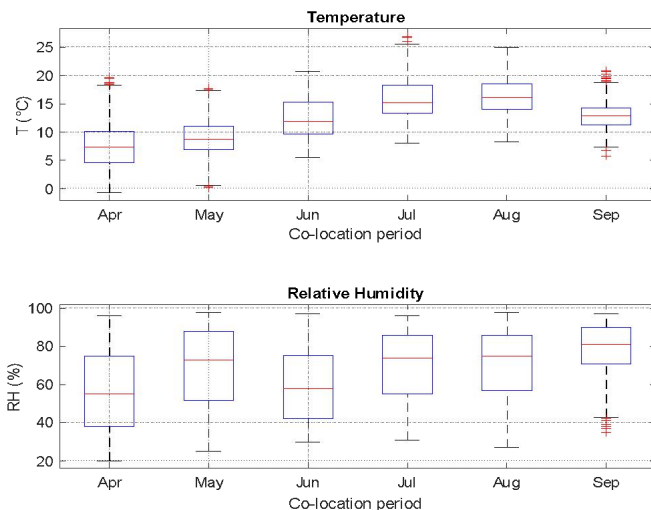 Temperature
25
20
15
10
5
0
T (°C)
Apr May Jun Jul Aug Sep
Co-location period
Relative Humidity
100
80
60
40
20
RH (%)
Apr May Jun Jul Aug Sep
Co-location period